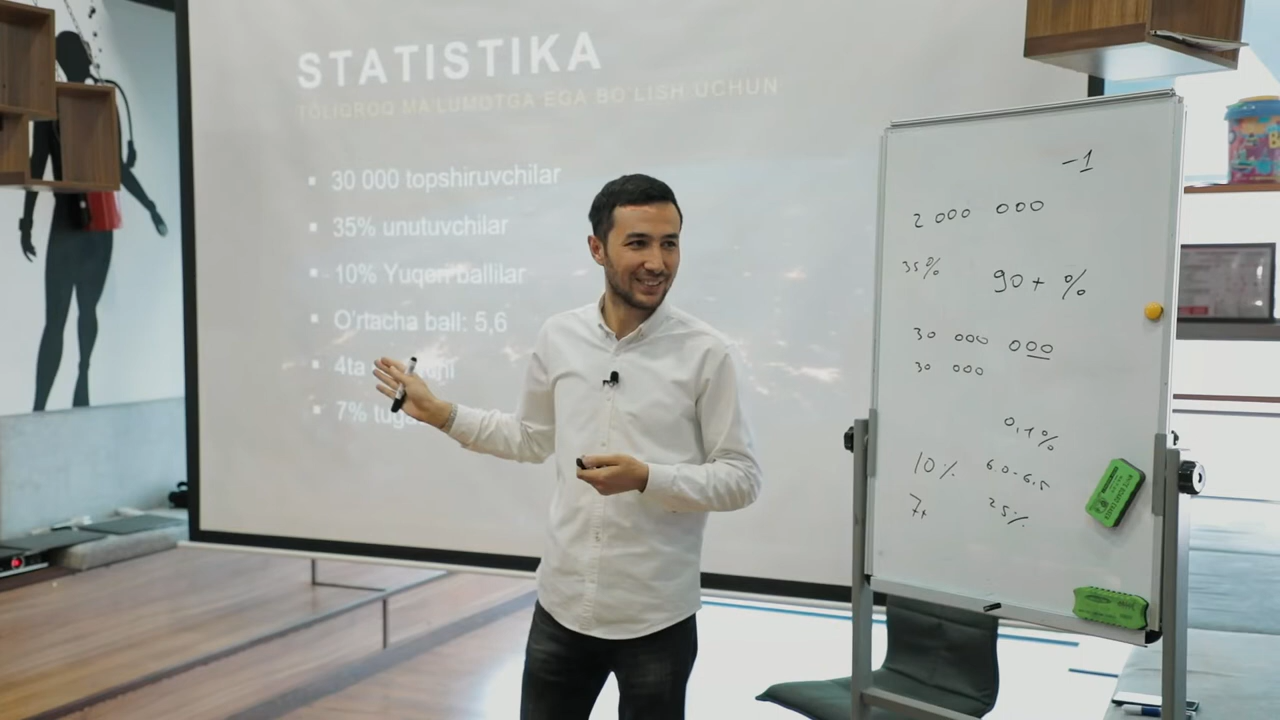 STATISTIKA
TOLIQROQ MA'LUMOTGA EGA BO'LISH UCHUN
30 000 topshiruvchilar
35% unutuvchilar
10% Yuqori ballilar
O'rtacha ball: 5,6
4ta
7%
-1
2 000 000
35%
90+ %
30 000 000
30 000
0,1%
10% 6.0-6.5
7+ 25%